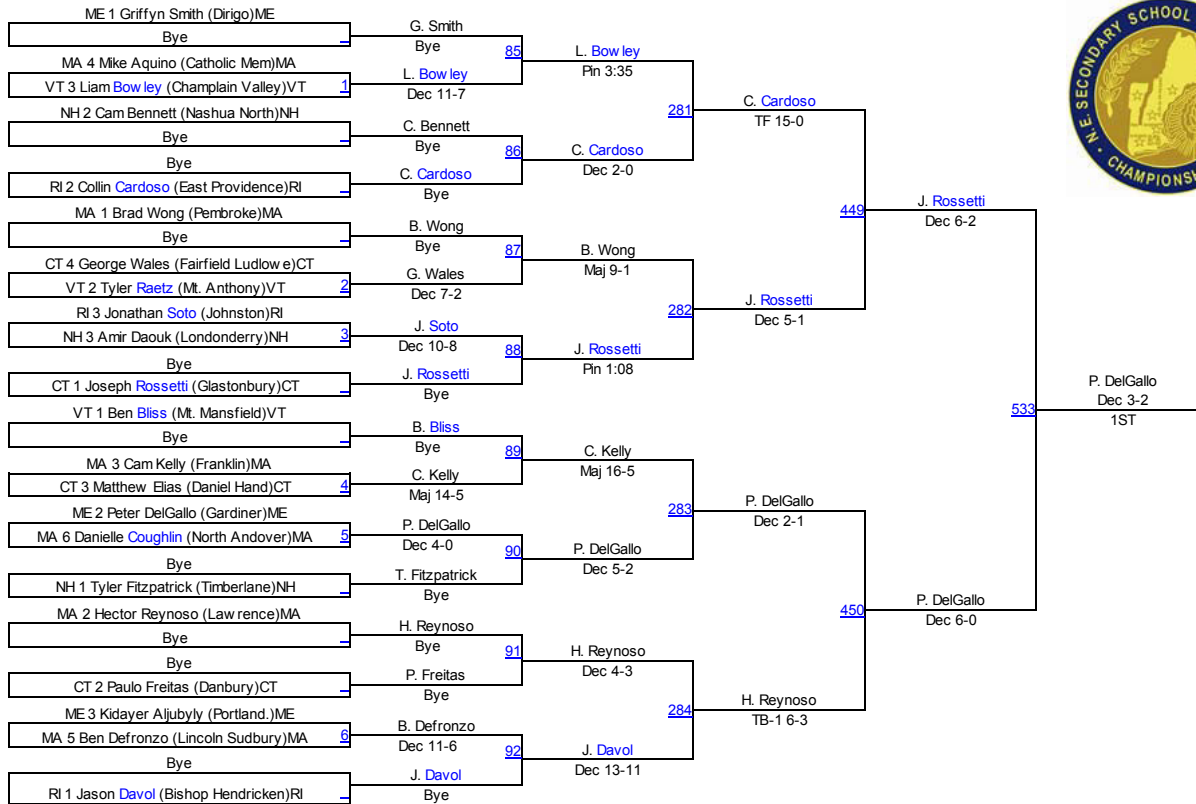 ME 1 Griffyn Smith (Dirigo)ME
Bye
MA 4 Mike Aquino (Catholic Mem)MA
VT 3 Liam Bowley (Champlain Valley)VT 1
NH 2 Cam Bennett (Nashua North)NH
Bye
Bye
RI 2 Collin Cardoso (East Providence)RI
MA 1 Brad Wong (Pembroke)MA
Bye
CT 4 George Wales (Fairfield Ludlowe)CT
VT 2 Tyler Raetz (Mt. Anthony)VT 2
RI 3 Jonathan Soto (Johnston)RI
NH 3 Amir Daouk (Londonderry)NH 3
Bye
CT 1 Joseph Rossetti (Glastonbury)CT
VT 1 Ben Bliss (Mt. Mansfield)VT
Bye
MA 3 Cam Kelly (Franklin)MA
CT 3 Matthew Elias (Daniel Hand)CT 4
ME 2 Peter DelGallo (Gardiner)ME
MA 6 Danielle Coughlin (North Andover)MA 5
Bye
NH 1 Tyler Fitzpatrick (Timberlane)NH
MA 2 Hector Reynoso (Lawrence)MA
Bye
Bye
CT 2 Paulo Freitas (Danbury)CT
ME 3 Kidayer Aljubyly (Portland.)ME
MA 5 Ben Defronzo (Lincoln Sudbury)MA 6
Bye
RI 1 Jason Davol (Bishop Hendricken)RI
G. Smith
Bye
85
L. Bowley
Dec 11-7
C. Bennett
Bye
86
C. Cardoso
Bye
B. Wong
Bye
87
G. Wales
Dec 7-2
J. Soto
Dec 10-8
88
J. Rossetti
Bye
B. Bliss
Bye
89
C. Kelly
Maj 14-5
P. DelGallo
Dec 4-0
90
T. Fitzpatrick
Bye
H. Reynoso
Bye
91
P. Freitas
Bye
B. Defronzo
Dec 11-6
92
J. Davol
Bye
L. Bowley
Pin 3:35
281
C. Cardoso
Dec 2-0
B. Wong
Maj 9-1
282
J. Rossetti
Pin 1:08
C. Kelly
Maj 16-5
283
P. DelGallo
Dec 5-2
H. Reynoso
Dec 4-3
284
J. Davol
Dec 13-11
C. Cardoso
TF 15-0
449
J. Rossetti
Dec 5-1
P. DelGallo
Dec 2-1
450
H. Reynoso
TB-1 6-3
J. Rossetti
Dec 6-2
533
P. DelGallo
Dec 6-0
P. DelGallo
Dec 3-2
1ST
N.E. SECONDARY SCHOOL